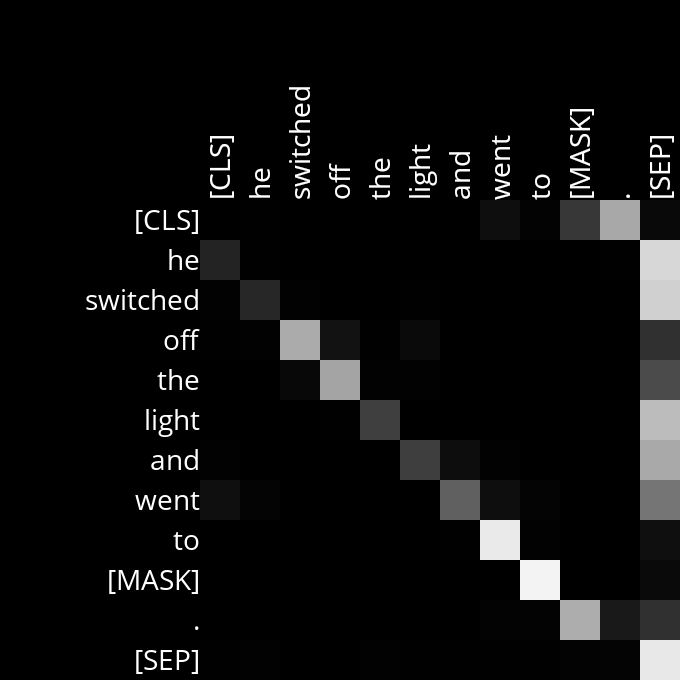 [CLS] he switched off the light and went to [MASK] . [SEP]
[CLS]
he
switched
off
the
light
and
went
to
[MASK]
.
[SEP]